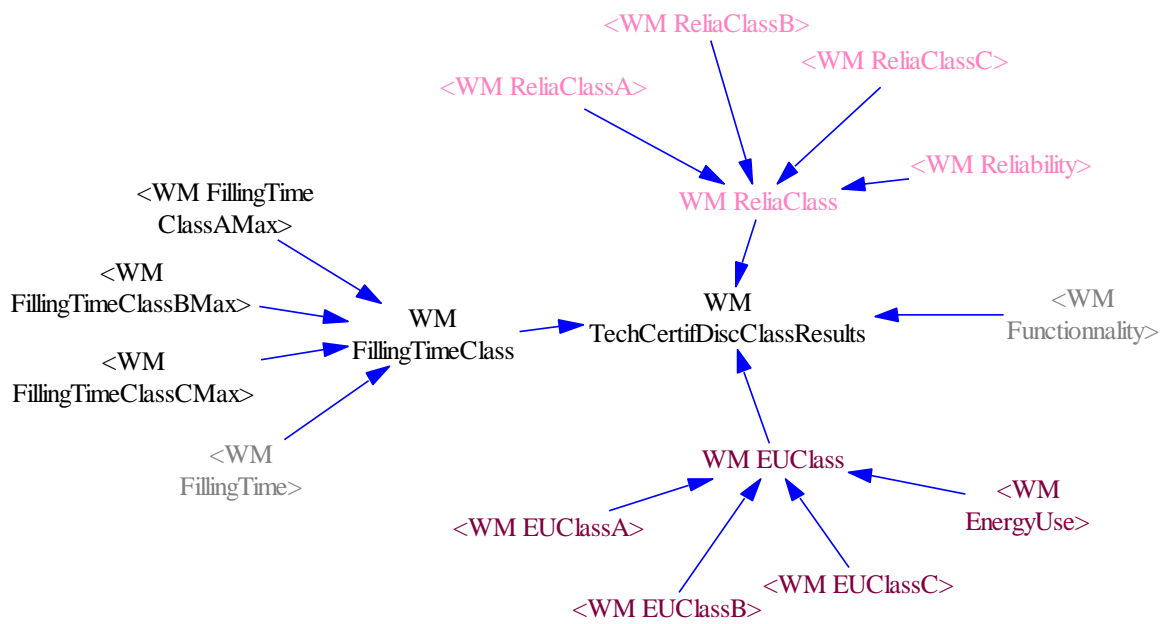 <WM ReliaClassB>
<WM ReliaClassC>
<WM ReliaClassA>
<WM Reliability>
WM ReliaClass
<WM FillingTime
ClassAMax>
<WM
FillingTimeClassBMax>
<WM
FillingTimeClassCMax>
<WM
FillingTime>
WM
FillingTimeClass
WM
TechCertifDiscClassResults
<WM
Functionnality>
WM EUClass
<WM EUClassA>
<WM EUClassB>
<WM EUClassC>
<WM
EnergyUse>